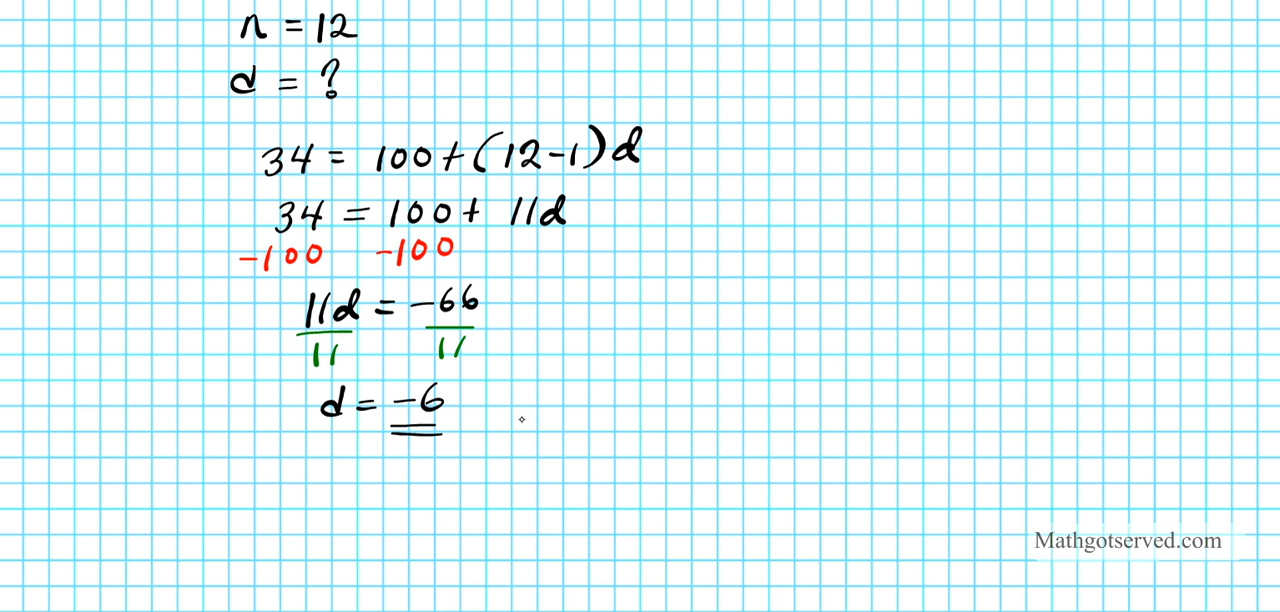 n = 12
d = ?
34 = 100 + (12-1)d
34 = 100 + 11d
-100 -100
11d = -66
11 11
d = -6
Mathgotserved.com